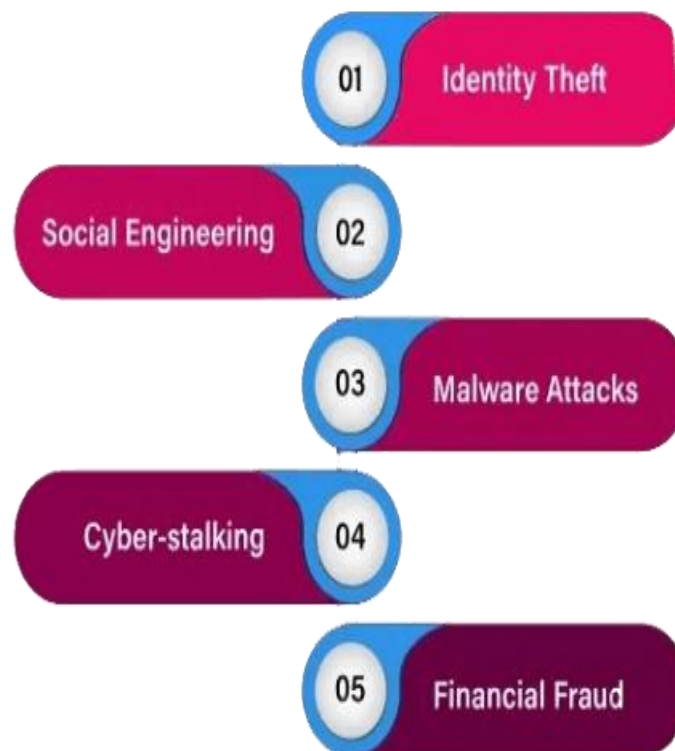 01 Identity Theft
Social Engineering 02
03 Malware Attacks
Cyber-stalking 04
05 Financial Fraud